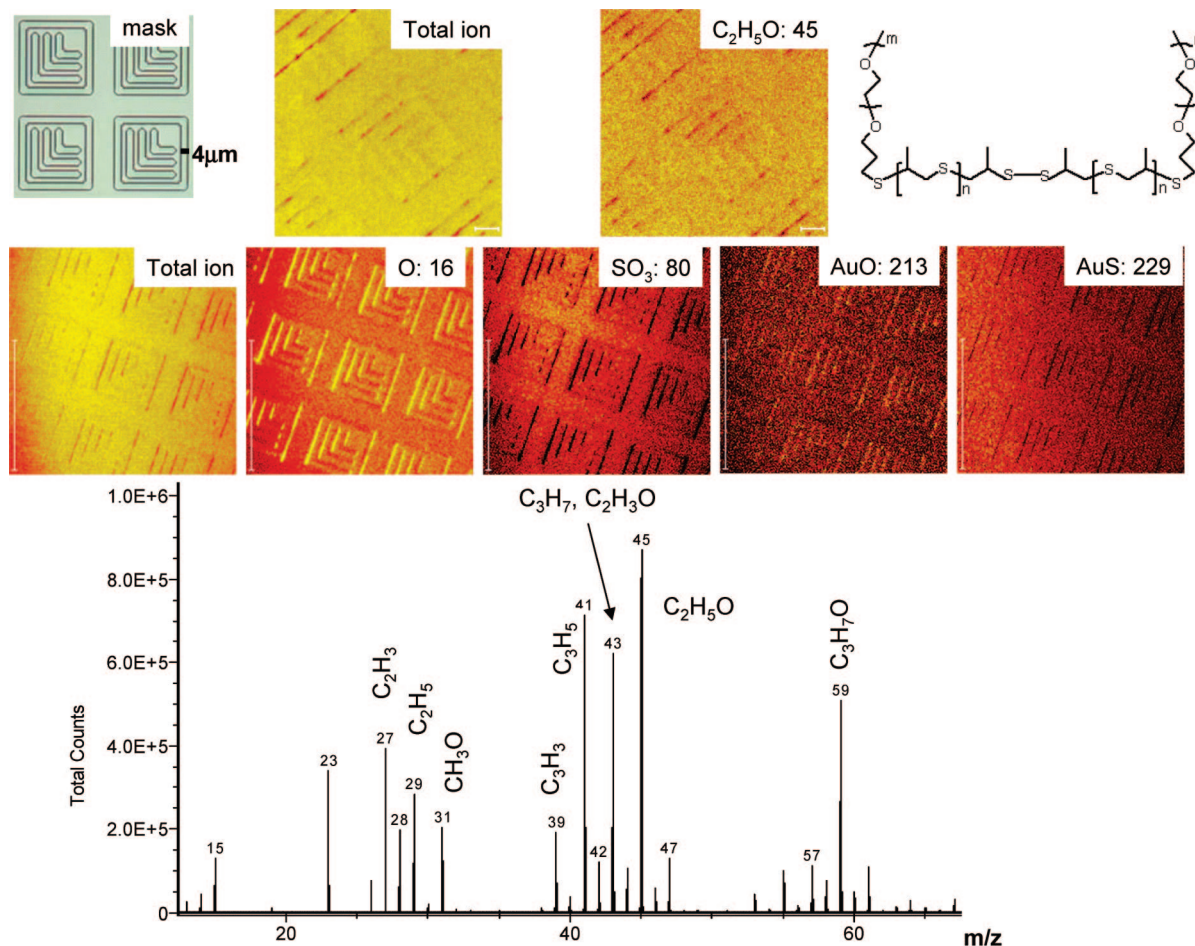 mask
4μm
Total ion
C₂H₅O: 45
m
O
O
S
S
S
S
S
S
n
n
O
O
Total ion
O: 16
SO₃: 80
AuO: 213
AuS: 229
C₃H₇, C₂H₃O
1.0E+6
8.0E+5
6.0E+5
4.0E+5
2.0E+5
0
Total Counts
15
23
27
C₂H₃
28
29
C₂H₅
31
CH₃O
39
C₃H₃
41
C₃H₅
42
43
45
C₂H₅O
47
57
59
C₃H₇O
20
40
60
m/z